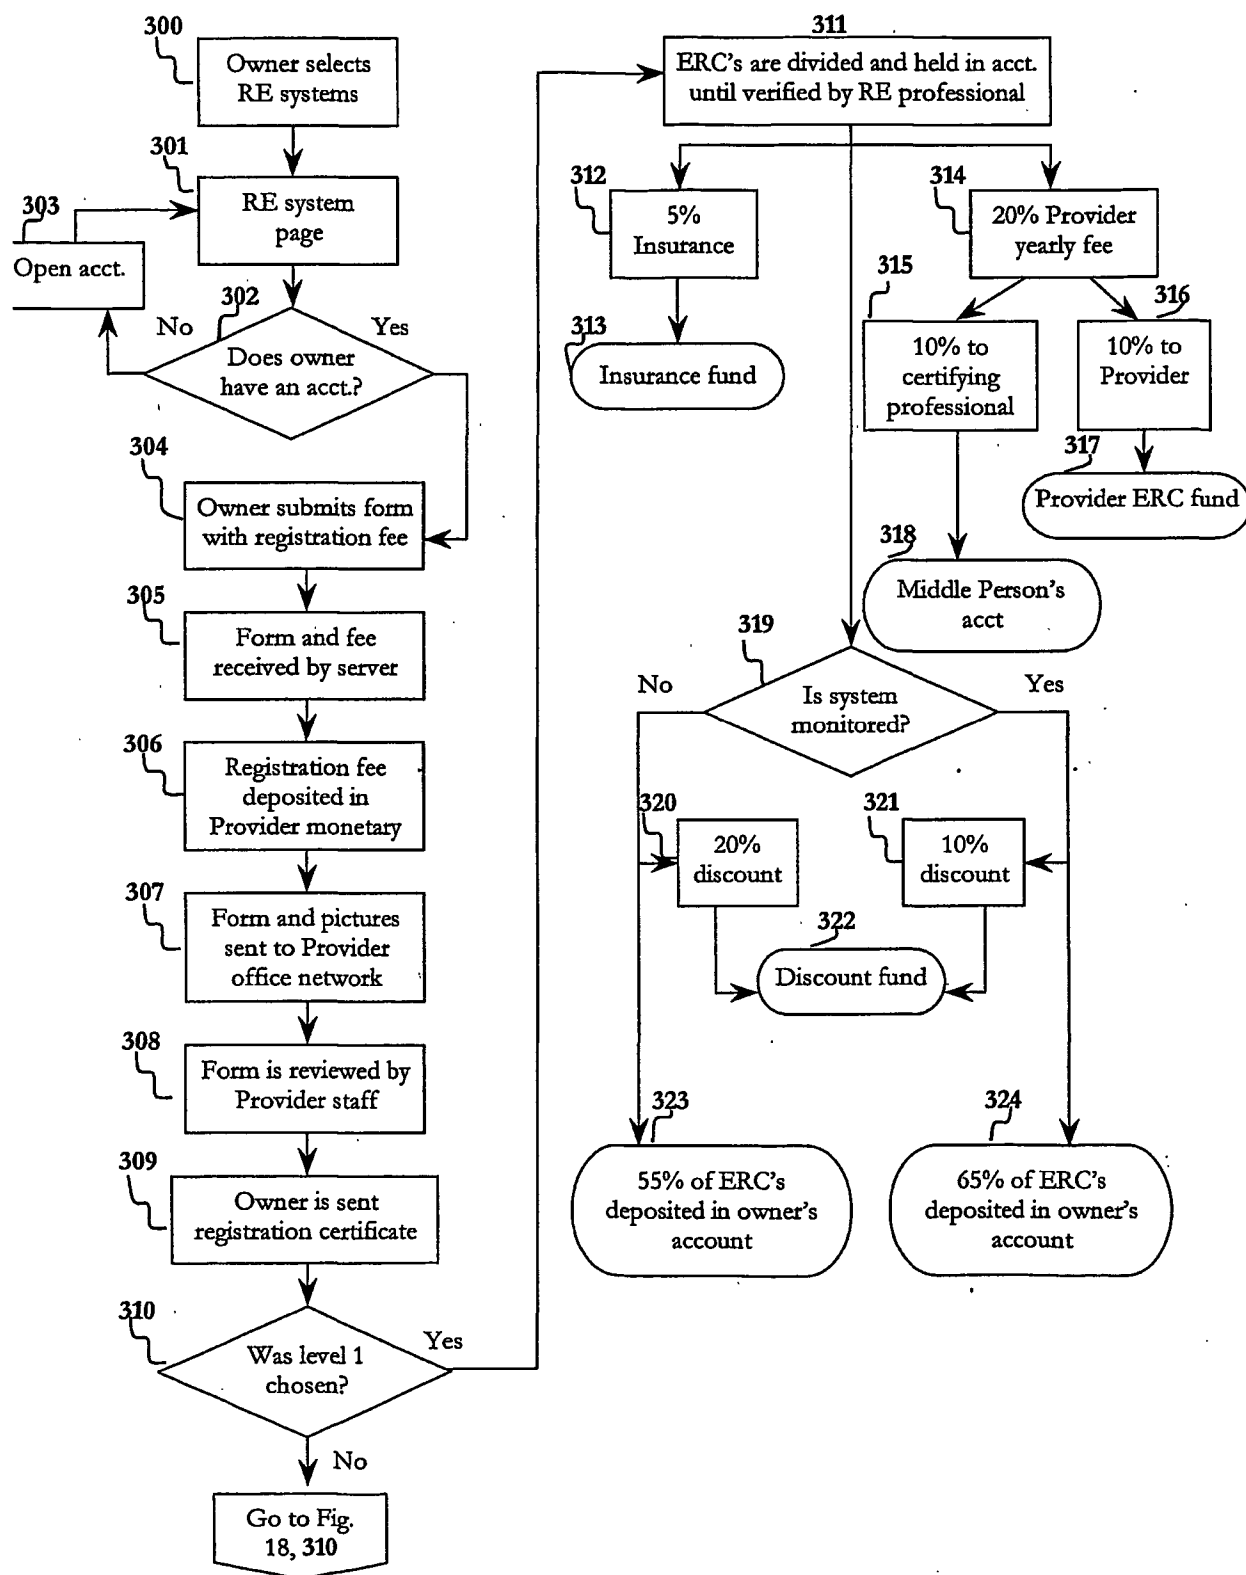 300
Owner selects
RE systems
301
RE system
page
303
Open acct.
302
No
Yes
Does owner
have an acct.?
304
Owner submits form
with registration fee
305
Form and fee
received by server
306
Registration fee
deposited in
Provider monetary
307
Form and pictures
sent to Provider
office network
308
Form is reviewed by
Provider staff
309
Owner is sent
registration certificate
310
Yes
Was level 1
chosen?
No
Go to Fig.
18, 310
311
ERC's are divided and held in acct.
until verified by RE professional
312
5%
Insurance
313
Insurance fund
314
20% Provider
yearly fee
315
10% to
certifying
professional
316
10% to
Provider
317
Provider ERC fund
318
Middle Person's
acct
319
No
Yes
Is system
monitored?
320
20%
discount
321
10%
discount
322
Discount fund
323
55% of ERC's
deposited in owner's
account
324
65% of ERC's
deposited in owner's
account